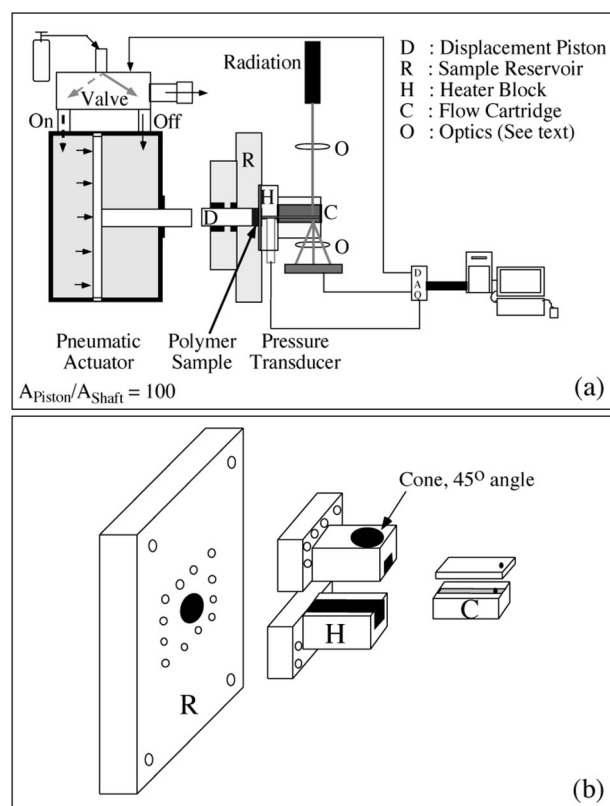 Radiation
D : Displacement Piston
R : Sample Reservoir
H : Heater Block
C : Flow Cartridge
O : Optics (See text)
Valve
On
Off
O
R
H
D
C
O
D
A
Q
Pneumatic
Actuator
Polymer
Sample
Pressure
Transducer
A_Piston/A_Shaft = 100
(a)
Cone, 45º angle
C
H
R
(b)